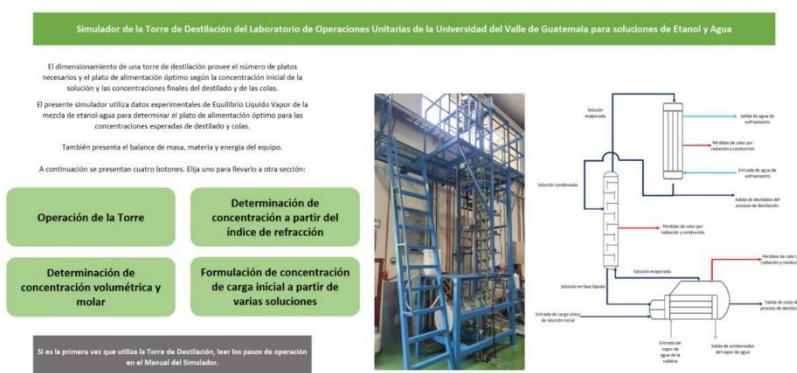 Simulador de la Torre de Destilación del Laboratorio de Operaciones Unitarias de la Universidad del Valle de Guatemala para soluciones de Etanol y Agua
El dimensionamiento de una torre de destilación provee el número de platos
necesarios y el plato de alimentación óptimo según la concentración inicial de la
solución y las concentraciones finales del destilado y de las colas.
El presente simulador utiliza datos experimentales de Equilibrio Líquido Vapor de la
mezcla de etanol-agua para determinar el plato de alimentación óptimo para las
concentraciones esperadas de destilado y colas.
También presenta el balance de masa, materia y energía del equipo.
A continuación se presentan cuatro botones. Elija uno para llevarlo a otra sección:
Operación de la Torre
Determinación de
concentración a partir del
índice de refracción
Determinación de
concentración volumétrica y
molar
Formulación de concentración
de carga inicial a partir de
varias soluciones
Si es la primera vez que utiliza la Torre de Destilación, leer los pasos de operación
en el Manual del Simulador.
Solución
evaporada
Salida de agua de
enfriamiento
Pérdidas de calor por
radiación y conducción
Entrada de agua de
enfriamiento
Solución condensada
Salida de destilados del
proceso de destilación
Pérdidas de calor por
radiación y conducción
Solución evaporada
Pérdidas de calor
radiación y
Solución en fase líquida
Entrada de carga única
de solución inicial
Salida de colas
proceso de
Entrada de
vapor de
agua de la
caldera
Salida de condensados
del vapor de agua